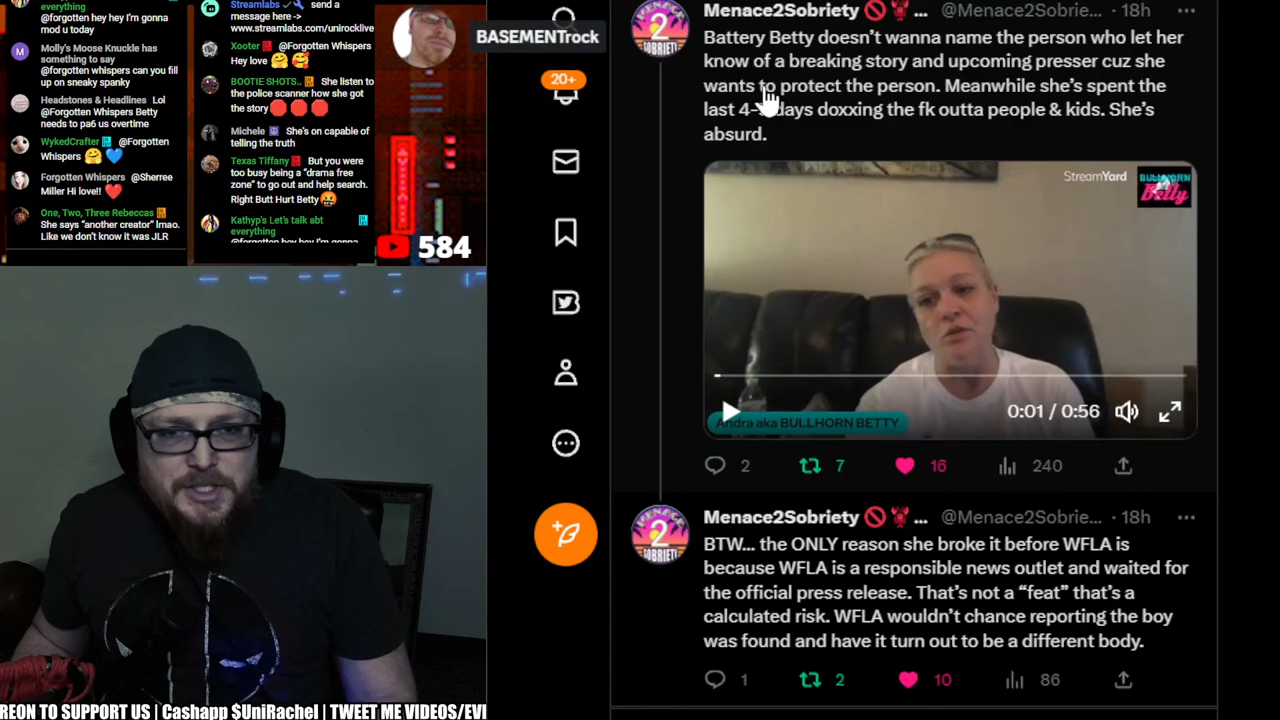 everything
@forgotten hey hey I'm gonna
mod u today
Molly's Moose Knuckle has
something to say
@forgotten whispers can you fill
up on sneaky spanky
Headstones & Headlines Lol
@Forgotten Whispers Betty
needs to pa6 us overtime
WykedCrafter @Forgotten
Whispers
Forgotten Whispers @Sherree
Miller Hi love!!
One, Two, Three Rebeccas
She says "another creator" lmao.
Like we don't know it was JLR
Streamlabs send a
message here ->
www.streamlabs.com/unirocklive
Xooter @Forgotten Whispers
Hey love
BOOTIE SHOTS.. She listen to
the police scanner how she got
the story
Michele She's on capable of
telling the truth
Texas Tiffany But you were
too busy being a "drama free
zone" to go out and help search.
Right Butt Hurt Betty
Kathyp's Let's talk abt
everything
@forgotten hey hey I'm gonna
584
BASEMENTrock
20+
Menace2Sobriety ... @Menace2Sobrie... · 18h
Battery Betty doesn't wanna name the person who let her
know of a breaking story and upcoming presser cuz she
wants to protect the person. Meanwhile she's spent the
last 4- days doxxing the fk outta people & kids. She's
absurd.
StreamYard
BULLHORN
Betty
Andra aka BULLHORN BETTY
0:01 / 0:56
2 7 16 240
2
SOBRIETY
Menace2Sobriety ... @Menace2Sobrie... · 18h
BTW... the ONLY reason she broke it before WFLA is
because WFLA is a responsible news outlet and waited for
the official press release. That's not a "feat" that's a
calculated risk. WFLA wouldn't chance reporting the boy
was found and have it turn out to be a different body.
1 2 10 86
REON TO SUPPORT US | Cashapp $UniRachel | TWEET ME VIDEOS/EVI